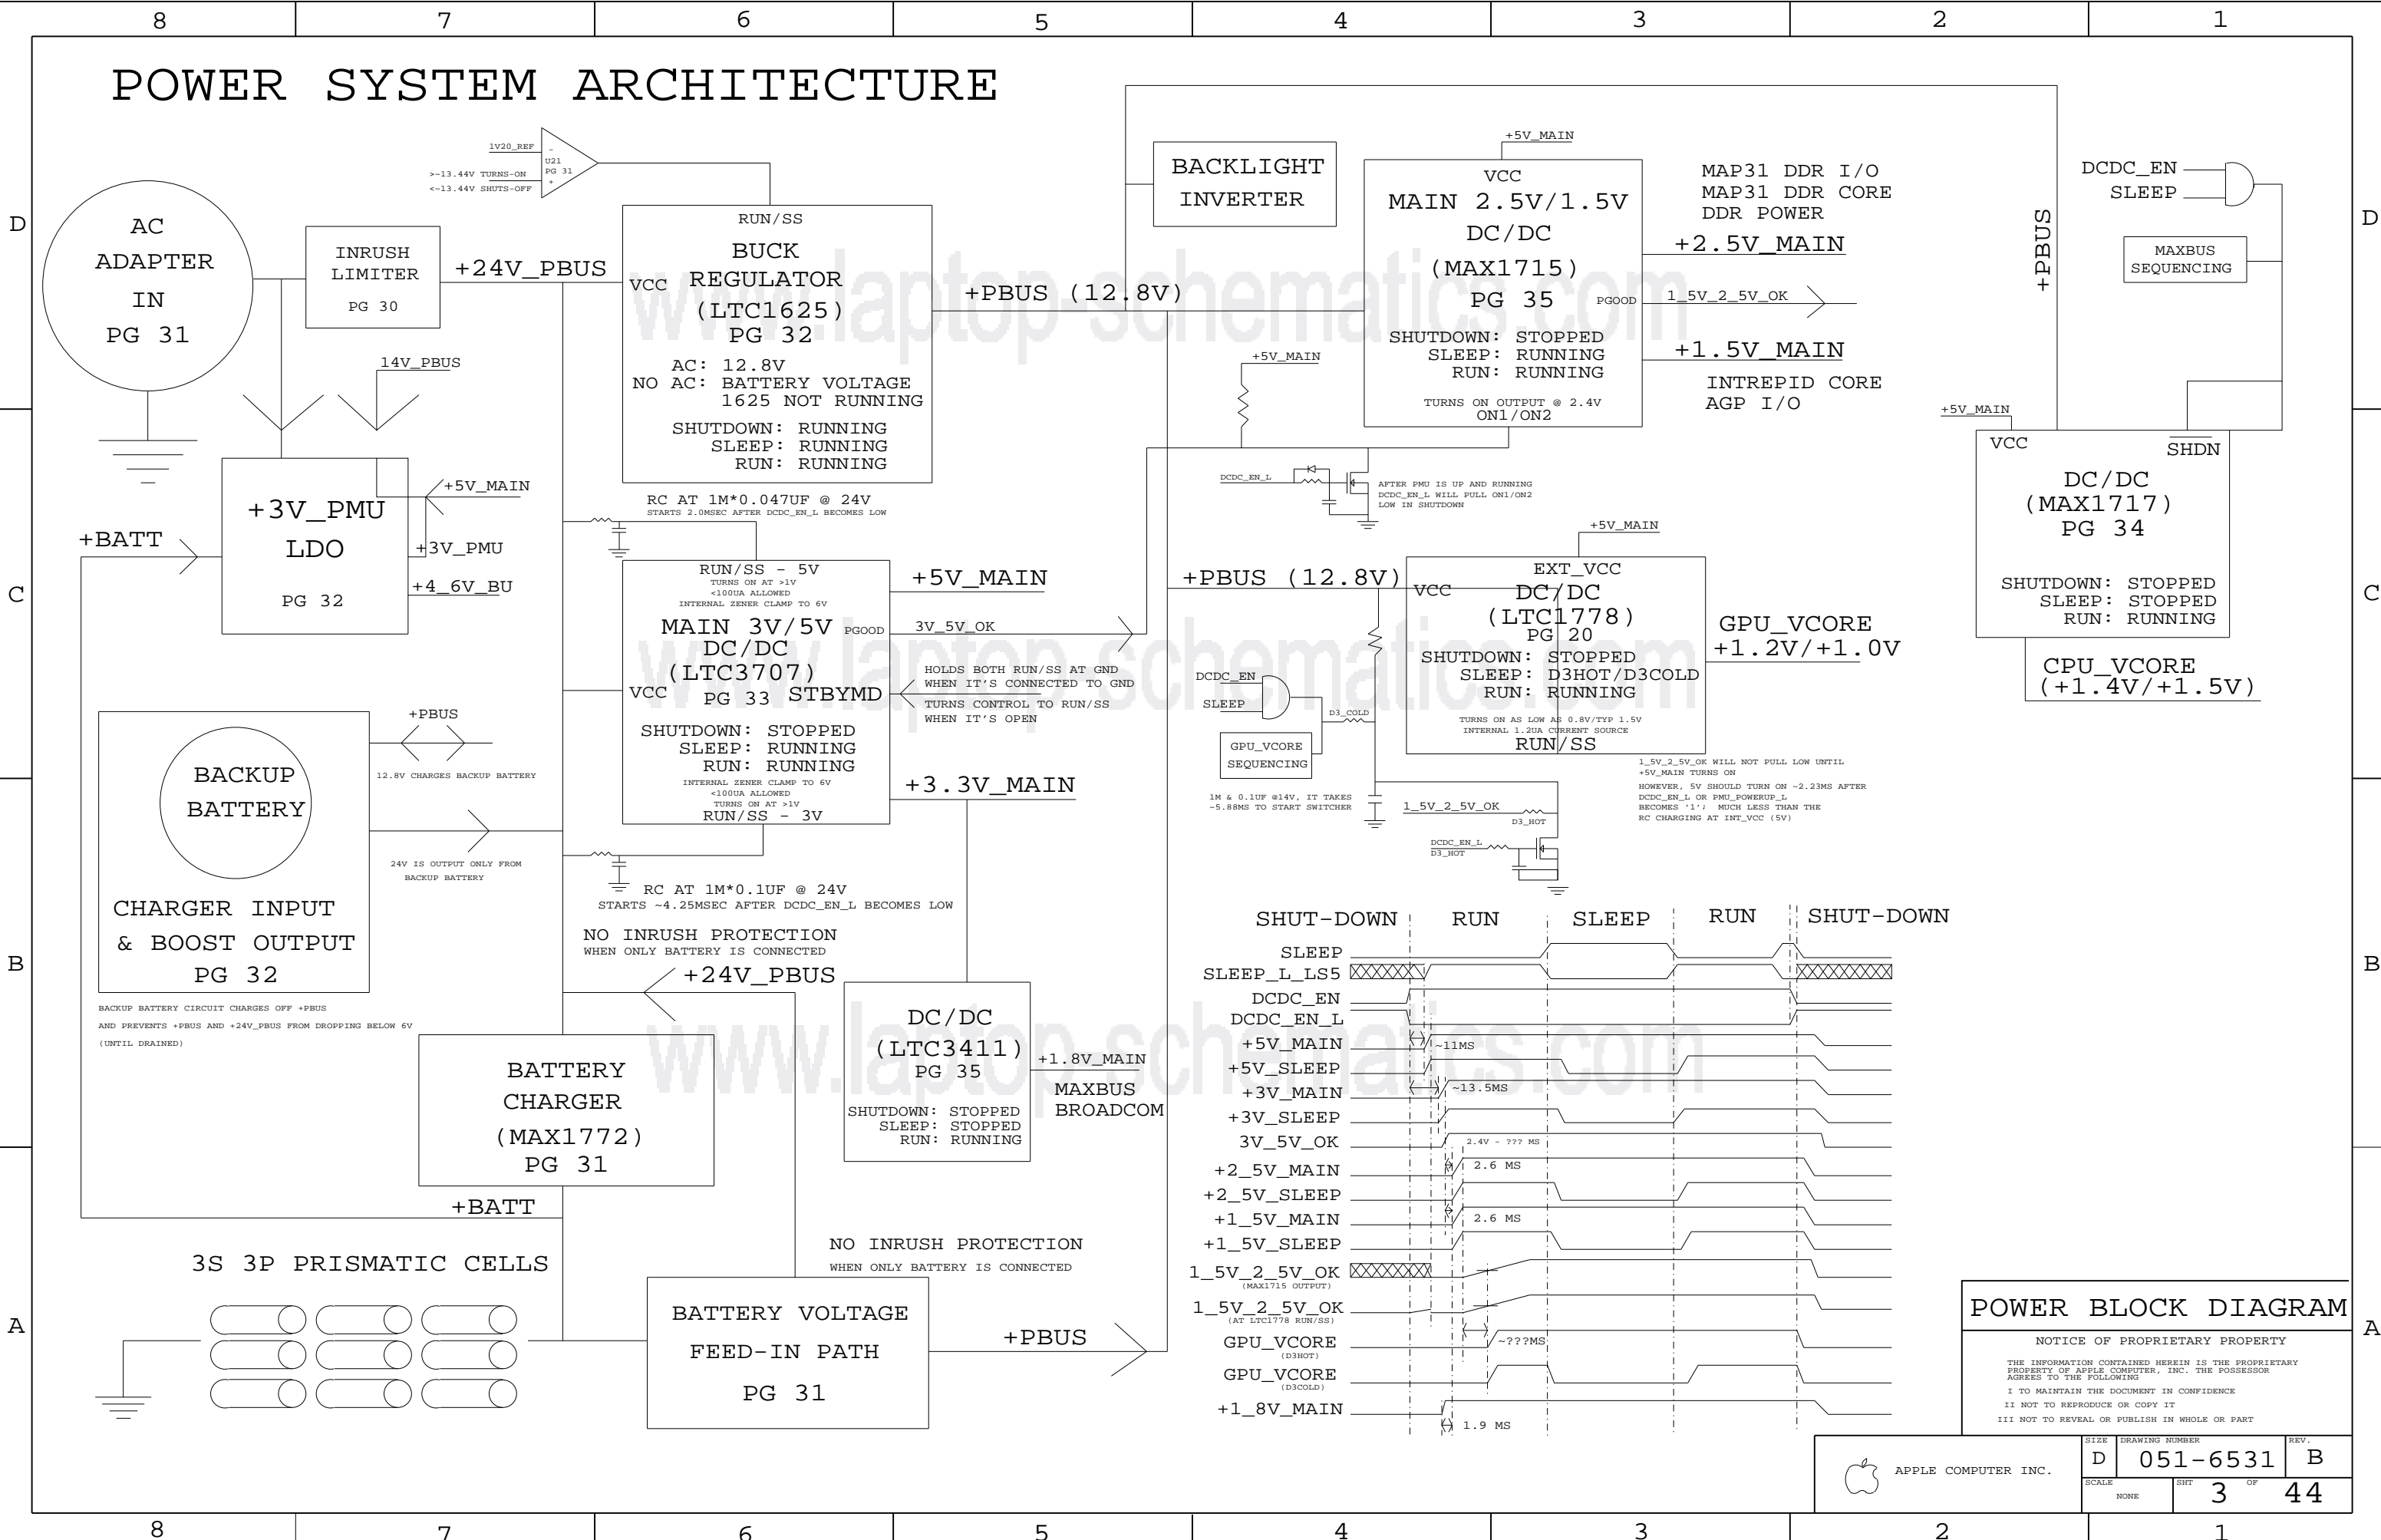 8 7 6 5 4 3 2 1
POWER SYSTEM ARCHITECTURE
D
AC
ADAPTER
IN
PG 31
INRUSH
LIMITER
PG 30
+24V_PBUS
1V20_REF
>~13.44V TURNS-ON
<~13.44V SHUTS-OFF
-
U21
PG 31
+
RUN/SS
BUCK
REGULATOR
(LTC1625)
PG 32
VCC
AC: 12.8V
NO AC: BATTERY VOLTAGE
1625 NOT RUNNING
SHUTDOWN: RUNNING
SLEEP: RUNNING
RUN: RUNNING
+PBUS (12.8V)
BACKLIGHT
INVERTER
+5V_MAIN
VCC
MAIN 2.5V/1.5V
DC/DC
(MAX1715)
PG 35
PGOOD
SHUTDOWN: STOPPED
SLEEP: RUNNING
RUN: RUNNING
TURNS ON OUTPUT @ 2.4V
ON1/ON2
MAP31 DDR I/O
MAP31 DDR CORE
DDR POWER
+2.5V_MAIN
1_5V_2_5V_OK
+1.5V_MAIN
INTREPID CORE
AGP I/O
+PBUS
DCDC_EN
SLEEP
MAXBUS
SEQUENCING
D
www.laptop-schematics.com
14V_PBUS
+5V_MAIN
+3V_PMU
LDO
PG 32
+5V_MAIN
+3V_PMU
+4_6V_BU
+BATT
C
RC AT 1M*0.047UF @ 24V
STARTS 2.0MSEC AFTER DCDC_EN_L BECOMES LOW
RUN/SS - 5V
TURNS ON AT >1V
<100UA ALLOWED
INTERNAL ZENER CLAMP TO 6V
MAIN 3V/5V
DC/DC
(LTC3707)
PG 33
PGOOD
VCC
STBYMD
SHUTDOWN: STOPPED
SLEEP: RUNNING
RUN: RUNNING
INTERNAL ZENER CLAMP TO 6V
<100UA ALLOWED
TURNS ON AT >1V
RUN/SS - 3V
+5V_MAIN
3V_5V_OK
HOLDS BOTH RUN/SS AT GND
WHEN IT'S CONNECTED TO GND
TURNS CONTROL TO RUN/SS
WHEN IT'S OPEN
+3.3V_MAIN
DCDC_EN_L
AFTER PMU IS UP AND RUNNING
DCDC_EN_L WILL PULL ON1/ON2
LOW IN SHUTDOWN
+5V_MAIN
+PBUS (12.8V)
EXT_VCC
VCC
DC/DC
(LTC1778)
PG 20
SHUTDOWN: STOPPED
SLEEP: D3HOT/D3COLD
RUN: RUNNING
TURNS ON AS LOW AS 0.8V/TYP 1.5V
INTERNAL 1.2UA CURRENT SOURCE
RUN/SS
GPU_VCORE
+1.2V/+1.0V
+5V_MAIN
VCC
SHDN
DC/DC
(MAX1717)
PG 34
SHUTDOWN: STOPPED
SLEEP: STOPPED
RUN: RUNNING
CPU_VCORE
(+1.4V/+1.5V)
C
www.laptop-schematics.com
DCDC_EN
SLEEP
D3_COLD
GPU_VCORE
SEQUENCING
1M & 0.1UF @14V, IT TAKES
~5.88MS TO START SWITCHER
1_5V_2_5V_OK
D3_HOT
DCDC_EN_L
D3_HOT
1_5V_2_5V_OK WILL NOT PULL LOW UNTIL
+5V_MAIN TURNS ON
HOWEVER, 5V SHOULD TURN ON ~2.23MS AFTER
DCDC_EN_L OR PMU_POWERUP_L
BECOMES '1'; MUCH LESS THAN THE
RC CHARGING AT INT_VCC (5V)
+PBUS
12.8V CHARGES BACKUP BATTERY
BACKUP
BATTERY
24V IS OUTPUT ONLY FROM
BACKUP BATTERY
CHARGER INPUT
& BOOST OUTPUT
PG 32
B
BACKUP BATTERY CIRCUIT CHARGES OFF +PBUS
AND PREVENTS +PBUS AND +24V_PBUS FROM DROPPING BELOW 6V
(UNTIL DRAINED)
RC AT 1M*0.1UF @ 24V
STARTS ~4.25MSEC AFTER DCDC_EN_L BECOMES LOW
NO INRUSH PROTECTION
WHEN ONLY BATTERY IS CONNECTED
+24V_PBUS
BATTERY
CHARGER
(MAX1772)
PG 31
DC/DC
(LTC3411)
PG 35
SHUTDOWN: STOPPED
SLEEP: STOPPED
RUN: RUNNING
+1.8V_MAIN
MAXBUS
BROADCOM
www.laptop-schematics.com
B
SHUT-DOWN RUN SLEEP RUN SHUT-DOWN
SLEEP
SLEEP_L_LS5
DCDC_EN
DCDC_EN_L
+5V_MAIN ~11MS
+5V_SLEEP
+3V_MAIN ~13.5MS
+3V_SLEEP
3V_5V_OK 2.4V - ??? MS
+2_5V_MAIN 2.6 MS
+2_5V_SLEEP
+1_5V_MAIN 2.6 MS
+1_5V_SLEEP
1_5V_2_5V_OK
(MAX1715 OUTPUT)
1_5V_2_5V_OK
(AT LTC1778 RUN/SS)
GPU_VCORE ~???MS
(D3HOT)
GPU_VCORE
(D3COLD)
+1_8V_MAIN
1.9 MS
+BATT
3S 3P PRISMATIC CELLS
A
NO INRUSH PROTECTION
WHEN ONLY BATTERY IS CONNECTED
BATTERY VOLTAGE
FEED-IN PATH
PG 31
+PBUS
POWER BLOCK DIAGRAM
A
NOTICE OF PROPRIETARY PROPERTY
THE INFORMATION CONTAINED HEREIN IS THE PROPRIETARY
PROPERTY OF APPLE COMPUTER, INC. THE POSSESSOR
AGREES TO THE FOLLOWING
I TO MAINTAIN THE DOCUMENT IN CONFIDENCE
II NOT TO REPRODUCE OR COPY IT
III NOT TO REVEAL OR PUBLISH IN WHOLE OR PART
APPLE COMPUTER INC.
SIZE DRAWING NUMBER REV.
D 051-6531 B
SCALE SHT OF
NONE 3 44
8 7 6 5 4 3 2 1